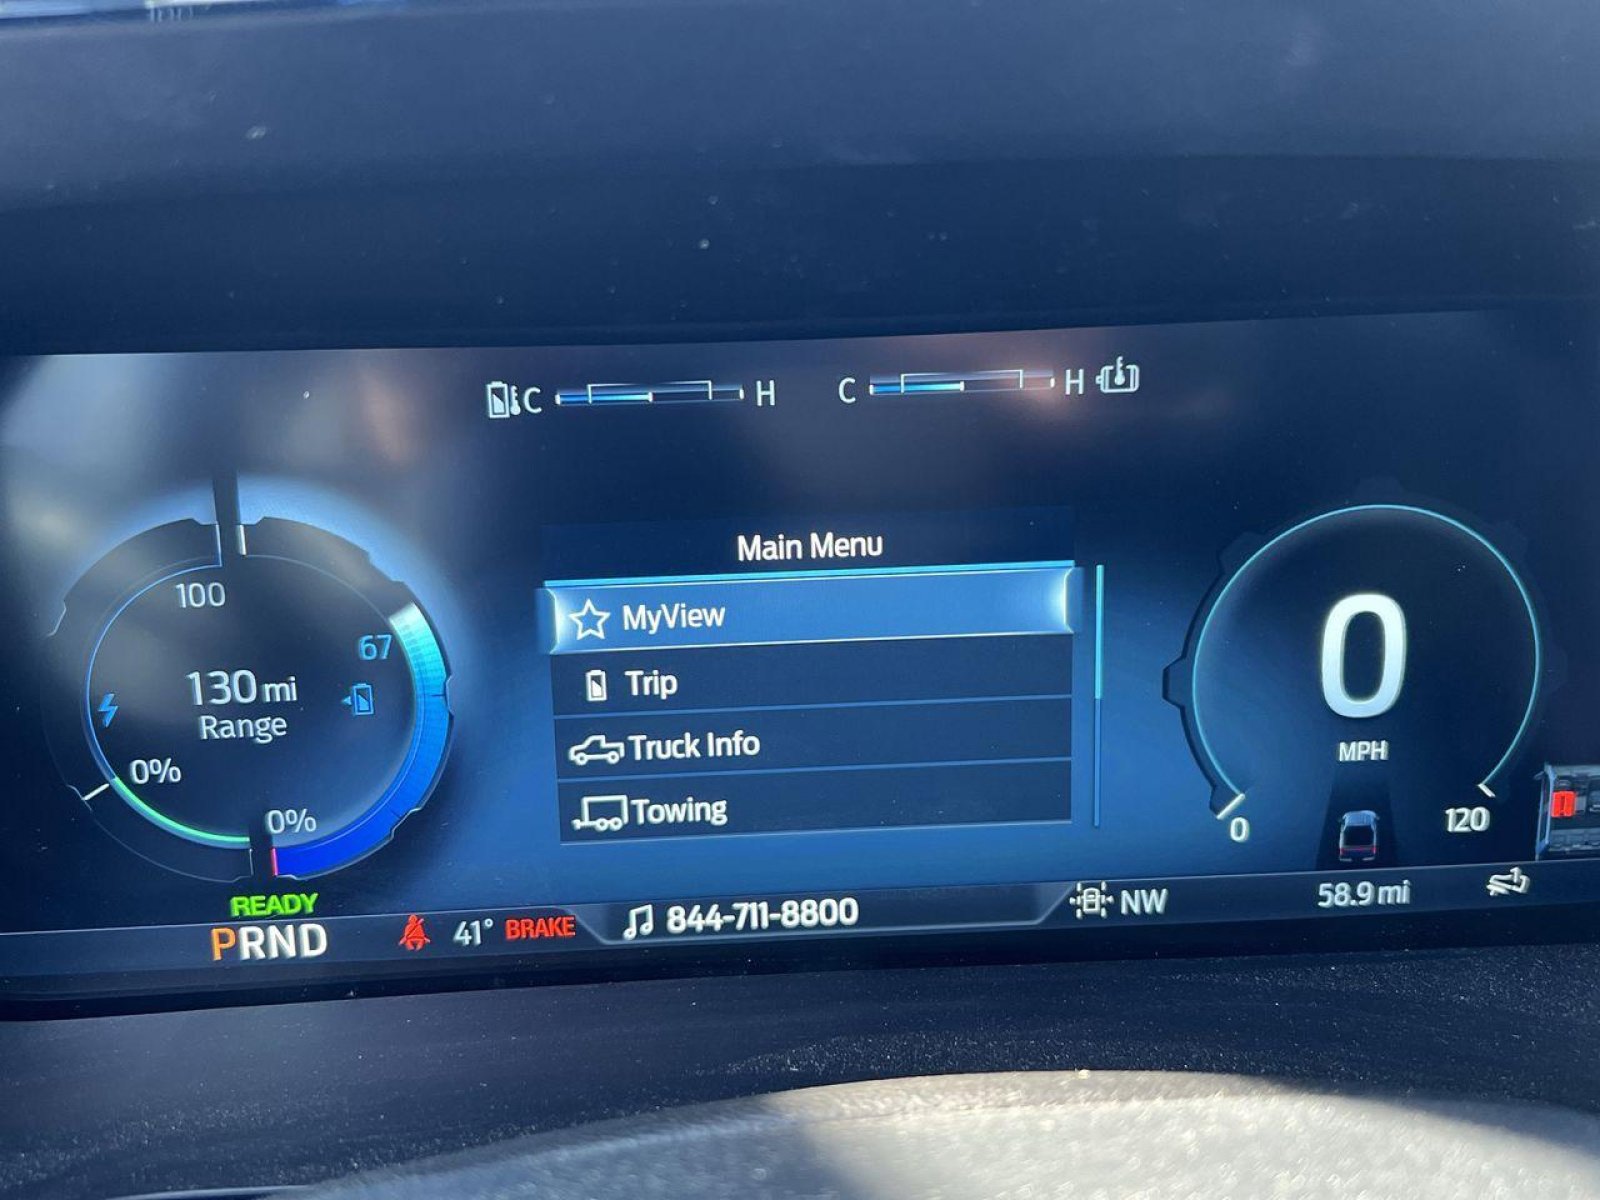 C H
C H
100
67
130 mi
Range
0%
0%
Main Menu
MyView
Trip
Truck Info
Towing
0
MPH
0
120
READY
PRND
41° BRAKE
844-711-8800
NW
58.9 mi